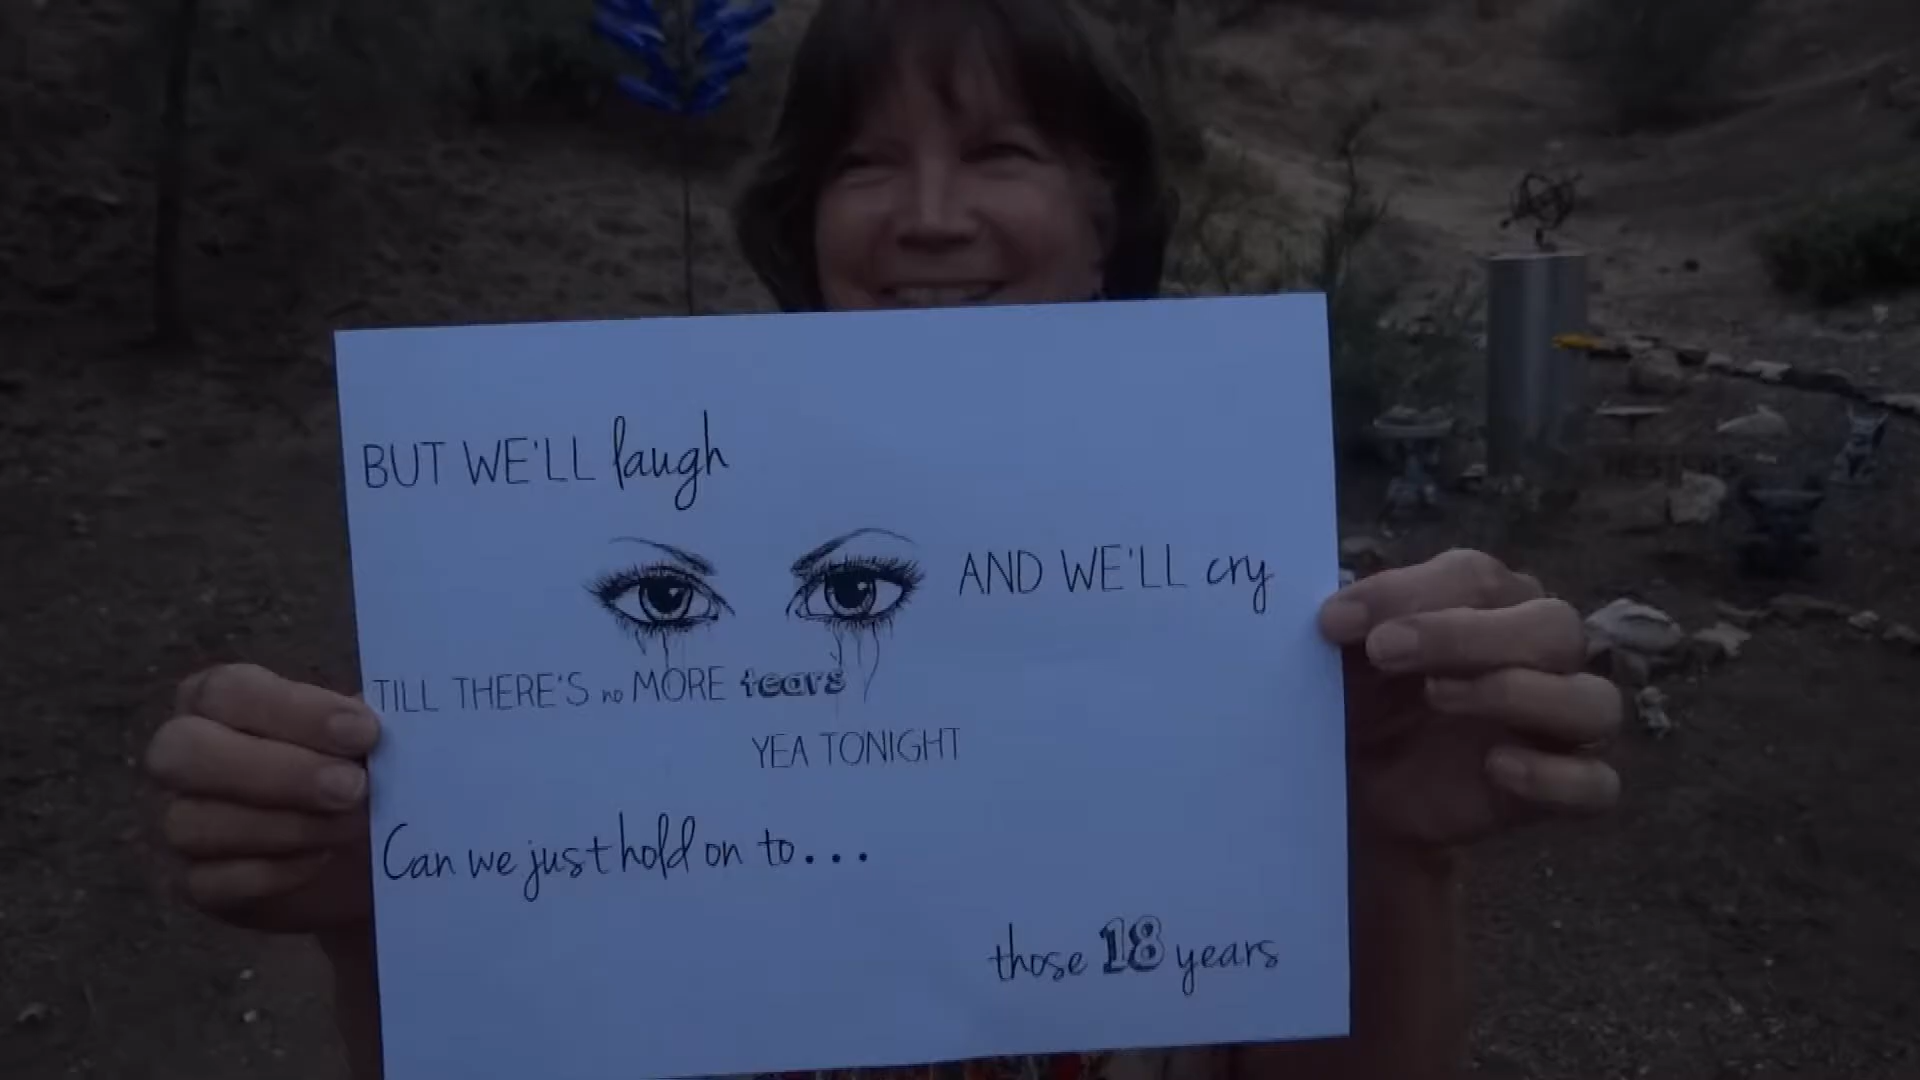 BUT WE'LL laugh
AND WE'LL cry
TILL THERE'S no MORE tears
YEA TONIGHT
Can we just hold on to...
those 18 years